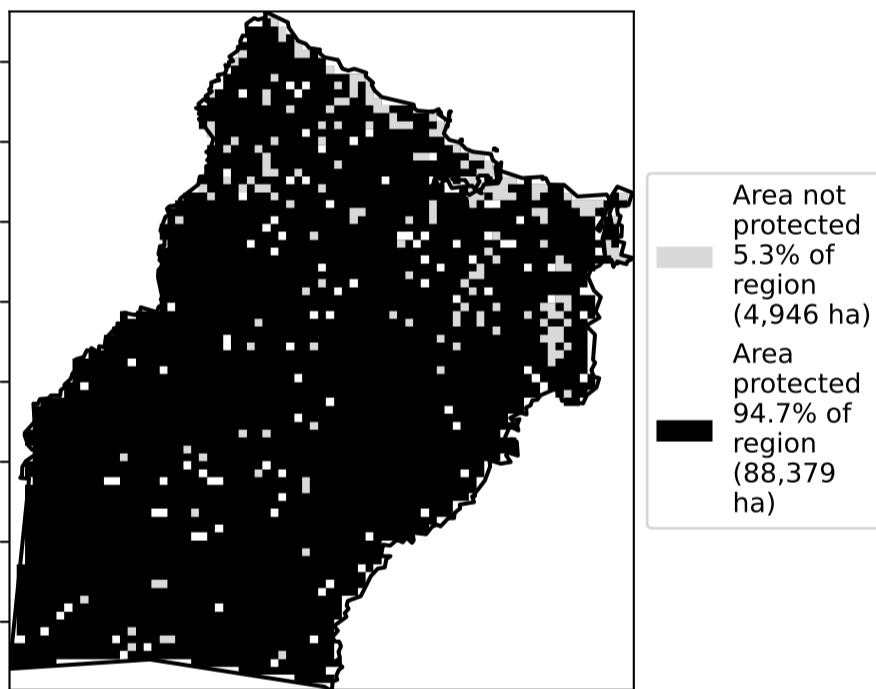 Area not
protected
5.3% of
region
(4,946 ha)
Area
protected
94.7% of
region
(88,379
ha)